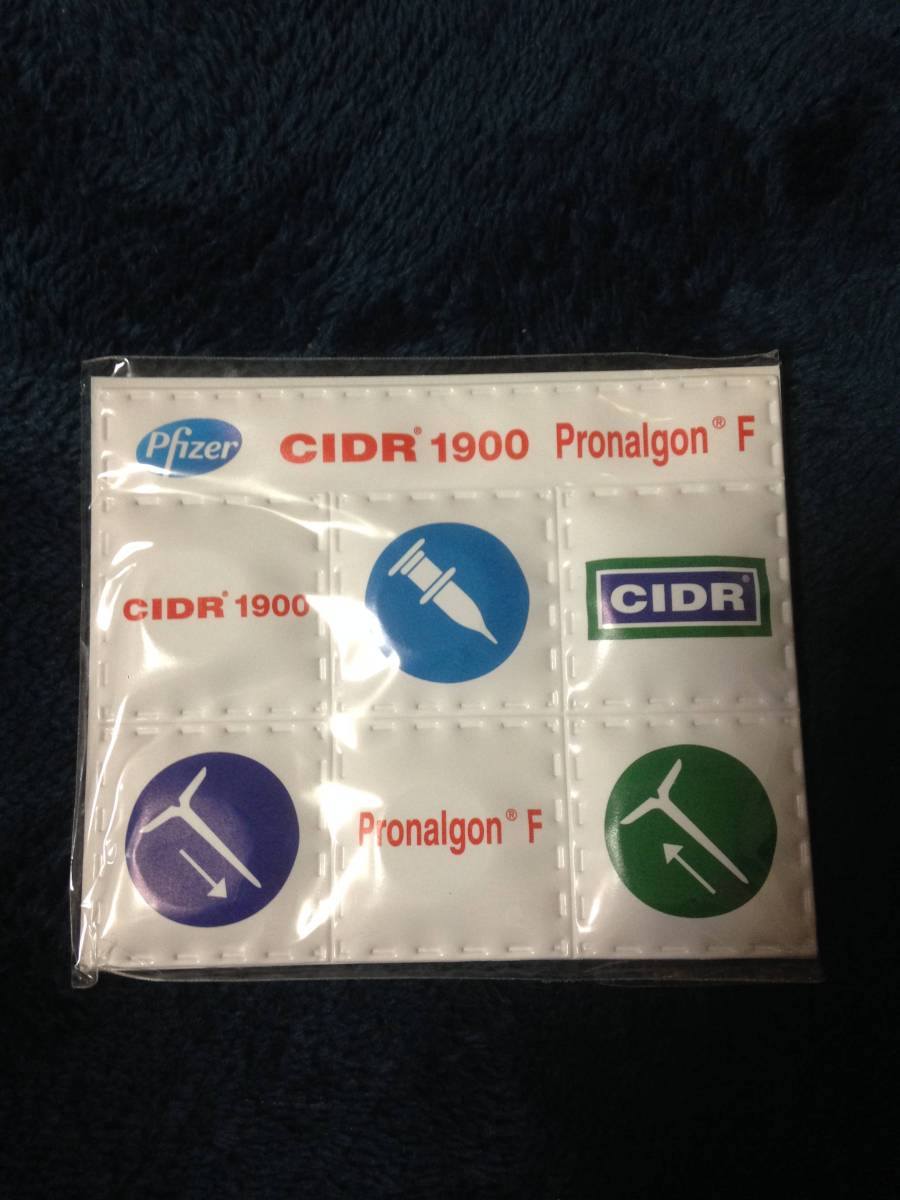 Pfizer CIDR® 1900 Pronalgon® F
CIDR® 1900
CIDR®
Pronalgon® F